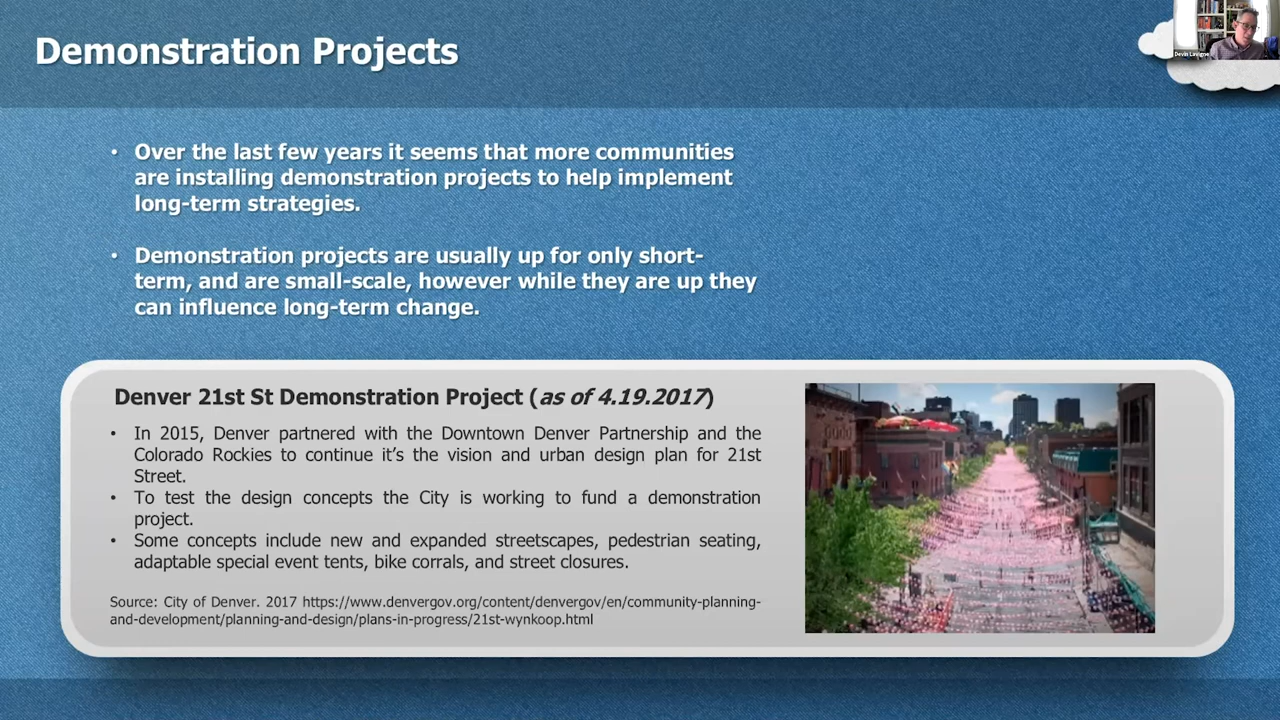 Demonstration Projects
Devin Lavigne
• Over the last few years it seems that more communities
are installing demonstration projects to help implement
long-term strategies.
• Demonstration projects are usually up for only short-
term, and are small-scale, however while they are up they
can influence long-term change.
Denver 21st St Demonstration Project (as of 4.19.2017)
• In 2015, Denver partnered with the Downtown Denver Partnership and the
Colorado Rockies to continue it’s the vision and urban design plan for 21st
Street.
• To test the design concepts the City is working to fund a demonstration
project.
• Some concepts include new and expanded streetscapes, pedestrian seating,
adaptable special event tents, bike corrals, and street closures.
Source: City of Denver. 2017 https://www.denvergov.org/content/denvergov/en/community-planning-
and-development/planning-and-design/plans-in-progress/21st-wynkoop.html